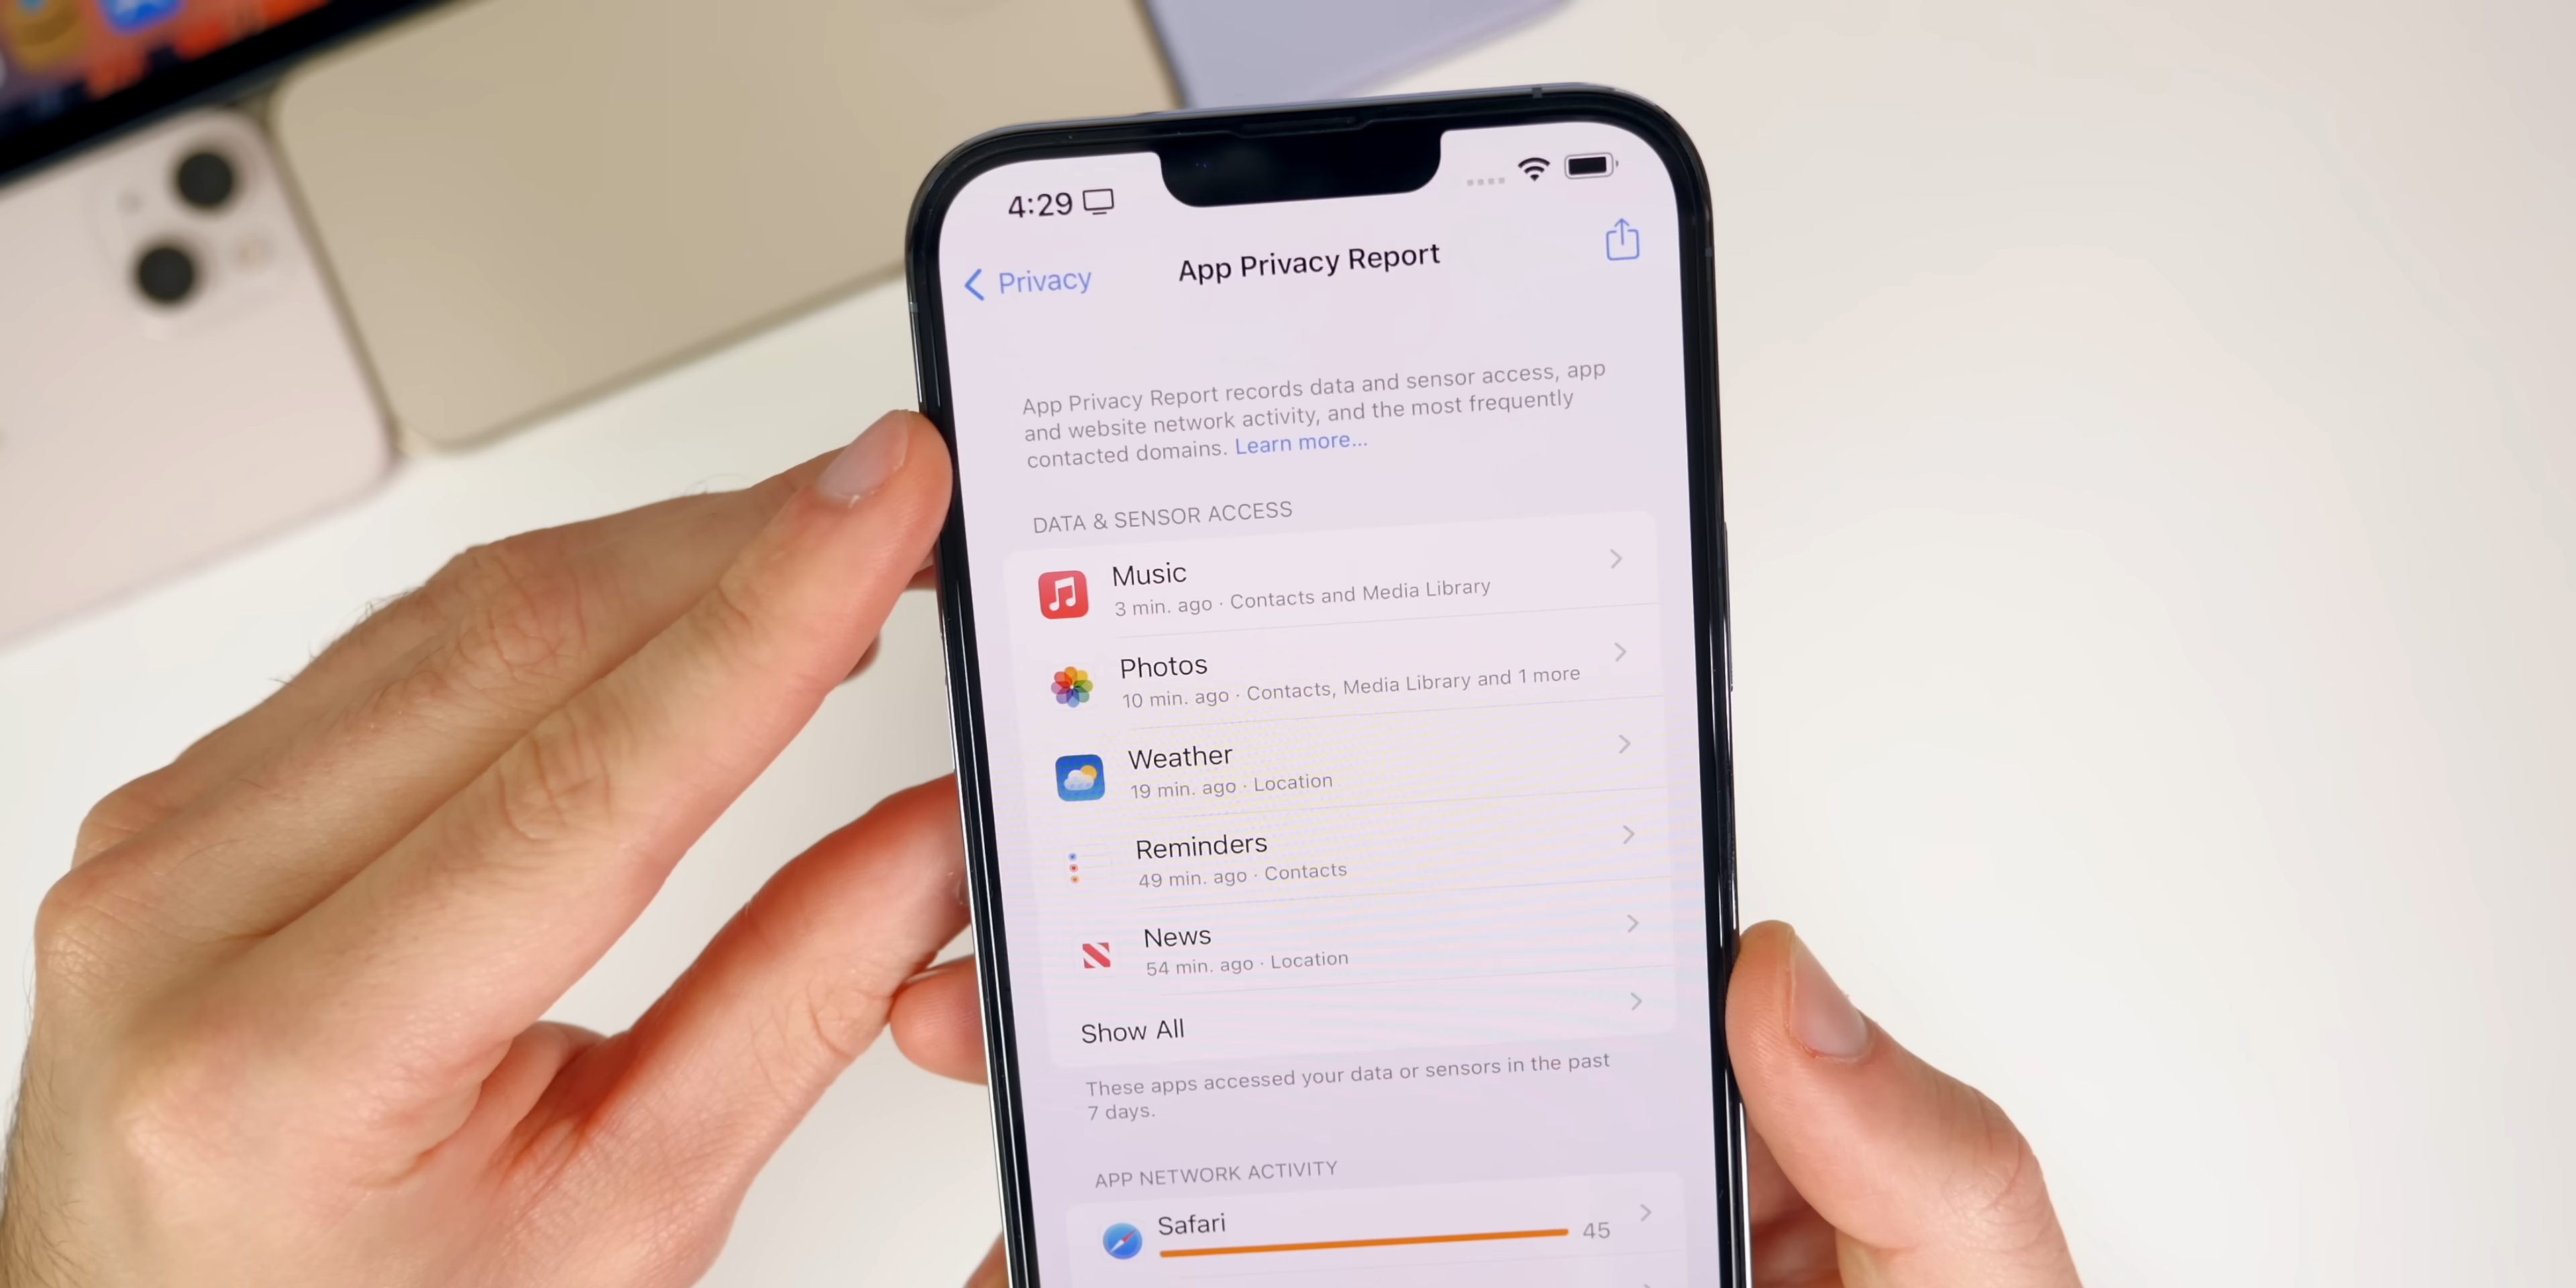 4:29
Privacy
App Privacy Report
App Privacy Report records data and sensor access, app
and website network activity, and the most frequently
contacted domains. Learn more...
DATA & SENSOR ACCESS
Music
3 min. ago · Contacts and Media Library
Photos
10 min. ago · Contacts, Media Library and 1 more
Weather
19 min. ago · Location
Reminders
49 min. ago · Contacts
News
54 min. ago · Location
Show All
These apps accessed your data or sensors in the past
7 days.
APP NETWORK ACTIVITY
Safari
45